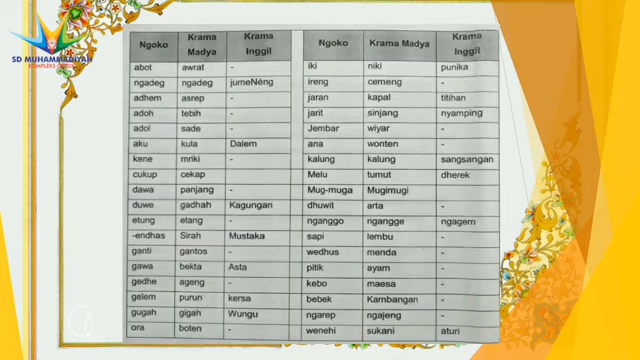 SD MUHAMMADIYAH
Ngoko Krama Madya Krama Inggil
abot awrat -
ngadeg ngadeg jumeNèng
adhem asrep -
adoh tebih -
adol sade -
aku kula Dalem
kene mriki -
cukup cekap
dawa panjang -
duwe gadhah Kagungan
etung etang -
-endhas Sirah Mustaka
ganti gantos -
gawa bekta Asta
gedhe ageng -
gelem purun kersa
gugah gigah Wungu
ora boten -
Ngoko Krama Madya Krama Inggil
iki niki punika
ireng cemeng -
jaran kapal titihan
jarit sinjang nyamping
Jembar wiyar -
ana wonten -
kalung kalung sangsangan
Melu tumut dherek
Mug-muga Mugimugi
dhuwit arta -
nganggo ngangge ngagem
sapi lembu -
wedhus menda -
pitik ayam -
kebo maesa -
bebek Kambangan -
ngarep ngajeng -
wenehi sukani aturi